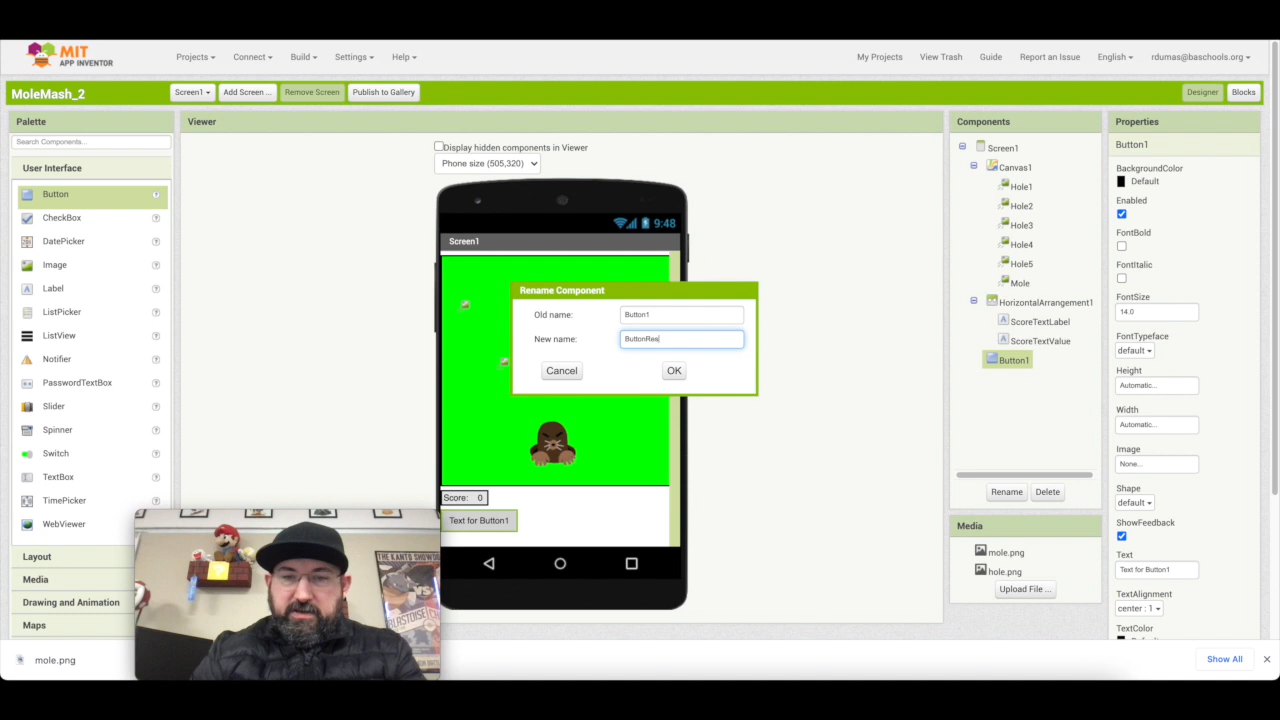 MIT
APP INVENTOR
Projects
Connect
Build
Settings
Help
My Projects
View Trash
Guide
Report an Issue
English
rdumas@baschools.org
MoleMash_2
Screen1
Add Screen ...
Remove Screen
Publish to Gallery
Designer
Blocks
Palette
Search Components...
User Interface
Button
CheckBox
DatePicker
Image
Label
ListPicker
ListView
Notifier
PasswordTextBox
Slider
Spinner
Switch
TextBox
TimePicker
WebViewer
Layout
Media
Drawing and Animation
Maps
Viewer
Display hidden components in Viewer
Phone size (505,320)
9:48
Screen1
Rename Component
Old name:
Button1
New name:
ButtonRes
Cancel
OK
Score: 0
Text for Button1
THE KANTO SHOW
BLASTOISE
Components
Screen1
Canvas1
Hole1
Hole2
Hole3
Hole4
Hole5
Mole
HorizontalArrangement1
ScoreTextLabel
ScoreTextValue
Button1
Rename
Delete
Media
mole.png
hole.png
Upload File ...
Properties
Button1
BackgroundColor
Default
Enabled
FontBold
FontItalic
FontSize
14.0
FontTypeface
default
Height
Automatic...
Width
Automatic...
Image
None...
Shape
default
ShowFeedback
Text
Text for Button1
TextAlignment
center : 1
TextColor
mole.png
Show All